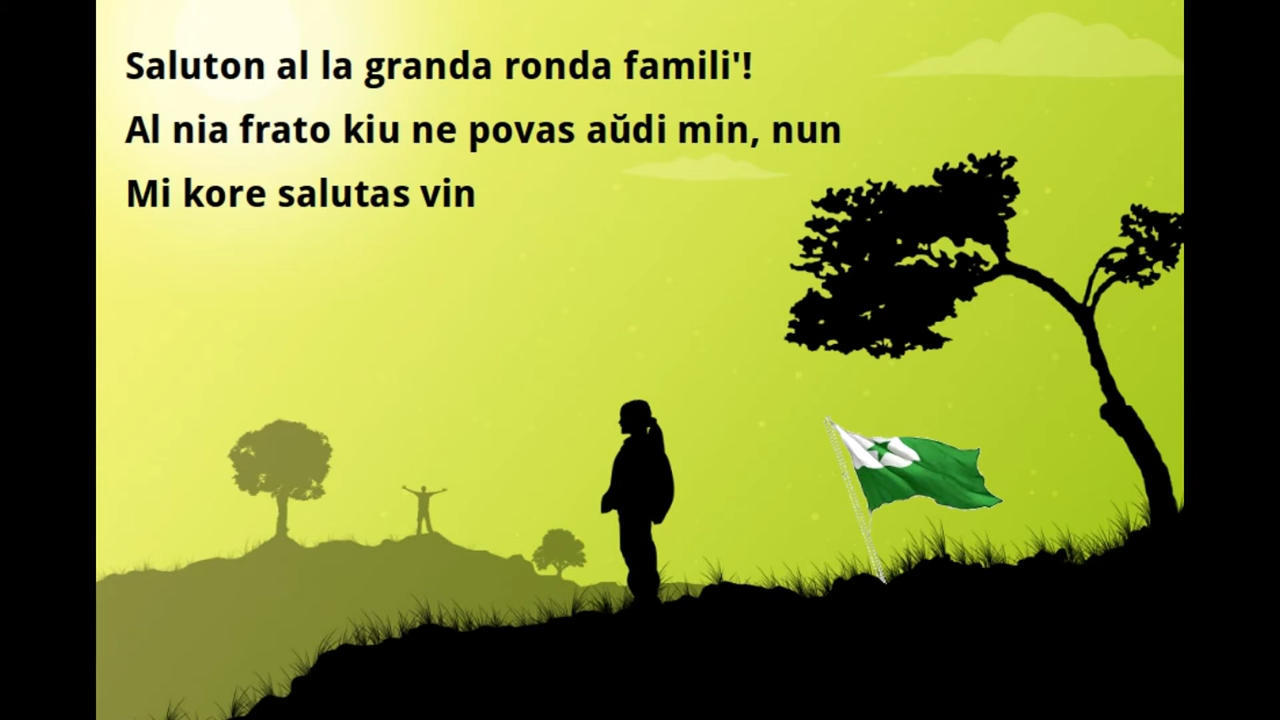 Saluton al la granda ronda famili'!
Al nia frato kiu ne povas aŭdi min, nun
Mi kore salutas vin